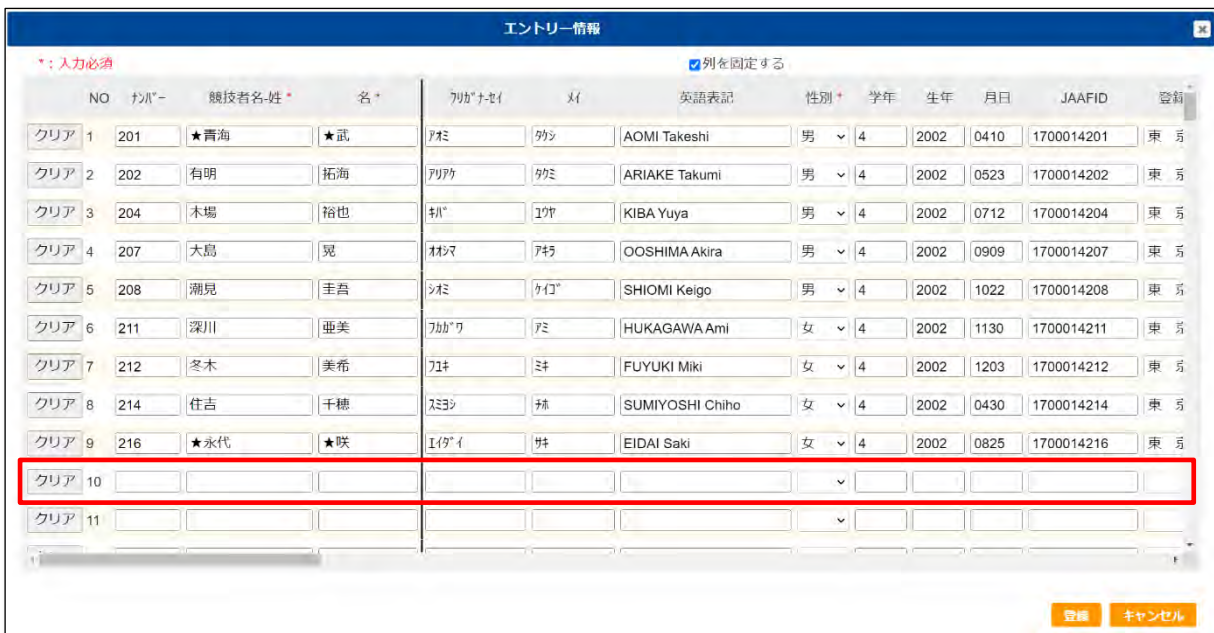 エントリー情報
*：入力必須
列を固定する
NO ﾅﾝﾊﾞｰ 競技者名-姓 * 名 * ﾌﾘｶﾞﾅ-ｾｲ ﾒｲ 英語表記 性別 * 学年 生年 月日 JAAFID 登録
クリア 1 201 ★青海 ★武 ｱｵﾐ ﾀｹｼ AOMI Takeshi 男 4 2002 0410 1700014201 東 京
クリア 2 202 有明 拓海 ｱﾘｱｹ ﾀｸﾐ ARIAKE Takumi 男 4 2002 0523 1700014202 東 京
クリア 3 204 木場 裕也 ｷﾊﾞ ﾕｳﾔ KIBA Yuya 男 4 2002 0712 1700014204 東 京
クリア 4 207 大島 晃 ｵｵｼﾏ ｱｷﾗ OOSHIMA Akira 男 4 2002 0909 1700014207 東 京
クリア 5 208 潮見 圭吾 ｼｵﾐ ｹｲｺﾞ SHIOMI Keigo 男 4 2002 1022 1700014208 東 京
クリア 6 211 深川 亜美 ﾌｶｶﾞﾜ ｱﾐ HUKAGAWA Ami 女 4 2002 1130 1700014211 東 京
クリア 7 212 冬木 美希 ﾌﾕｷ ﾐｷ FUYUKI Miki 女 4 2002 1203 1700014212 東 京
クリア 8 214 住吉 千穂 ｽﾐﾖｼ ﾁﾎ SUMIYOSHI Chiho 女 4 2002 0430 1700014214 東 京
クリア 9 216 ★永代 ★咲 ｴｲﾀﾞｲ ｻｷ EIDAI Saki 女 4 2002 0825 1700014216 東 京
クリア 10
クリア 11
登録 キャンセル